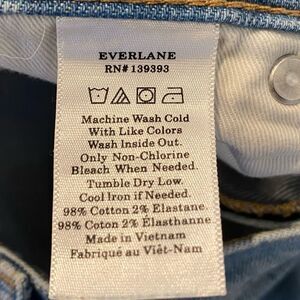 EVERLANE
RN# 139393
Machine Wash Cold
With Like Colors
Wash Inside Out.
Only Non-Chlorine
Bleach When Needed.
Tumble Dry Low.
Cool Iron if Needed.
98% Cotton 2% Elastane.
98% Cotton 2% Elasthanne
Made in Vietnam
Fabriqué au Viêt-Nam